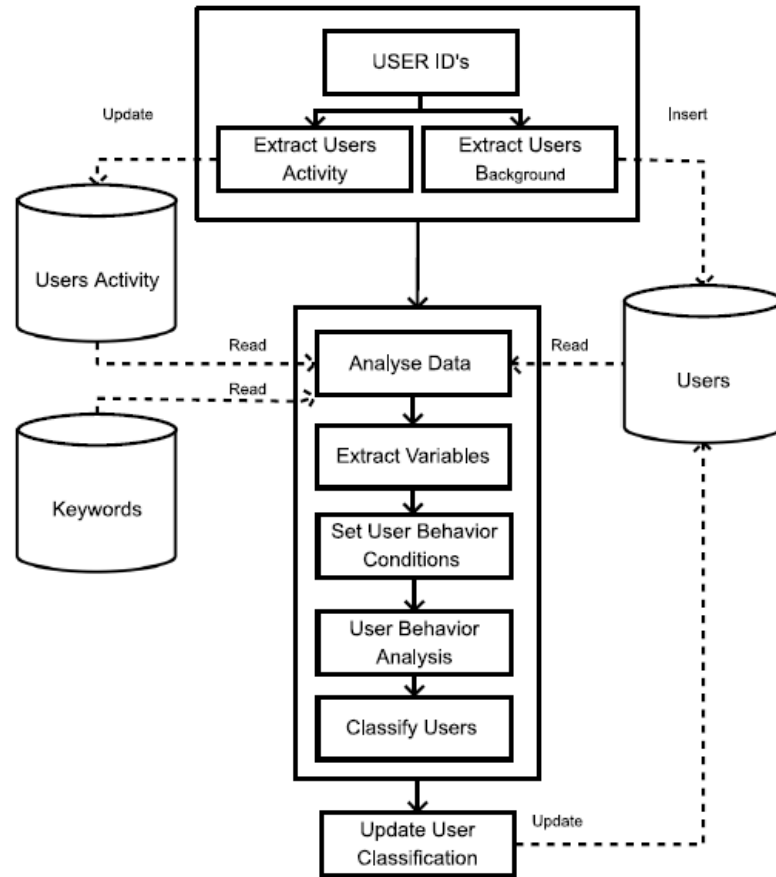 USER ID's
Update
Insert
Extract Users
Activity
Extract Users
Background
Users Activity
Read
Analyse Data
Read
Users
Read
Keywords
Extract Variables
Set User Behavior
Conditions
User Behavior
Analysis
Classify Users
Update User
Classification
Update